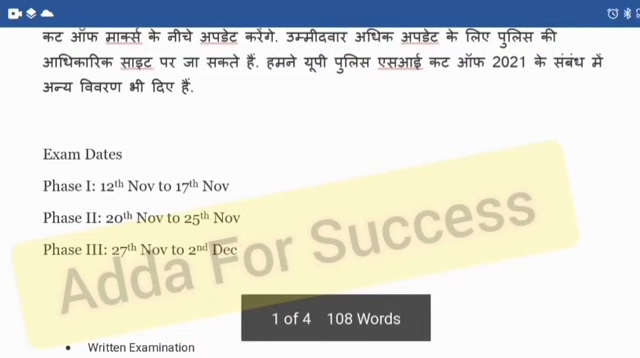 कट ऑफ मार्क्स के नीचे अपडेट करेंगे. उम्मीदवार अधिक अपडेट के लिए पुलिस की
आधिकारिक साइट पर जा सकते हैं. हमने यूपी पुलिस एसआई कट ऑफ 2021 के संबंध में
अन्य विवरण भी दिए हैं.
Exam Dates
Phase I: 12th Nov to 17th Nov
Phase II: 20th Nov to 25th Nov
Phase III: 27th Nov to 2nd Dec
Adda For Success
1 of 4 108 Words
• Written Examination